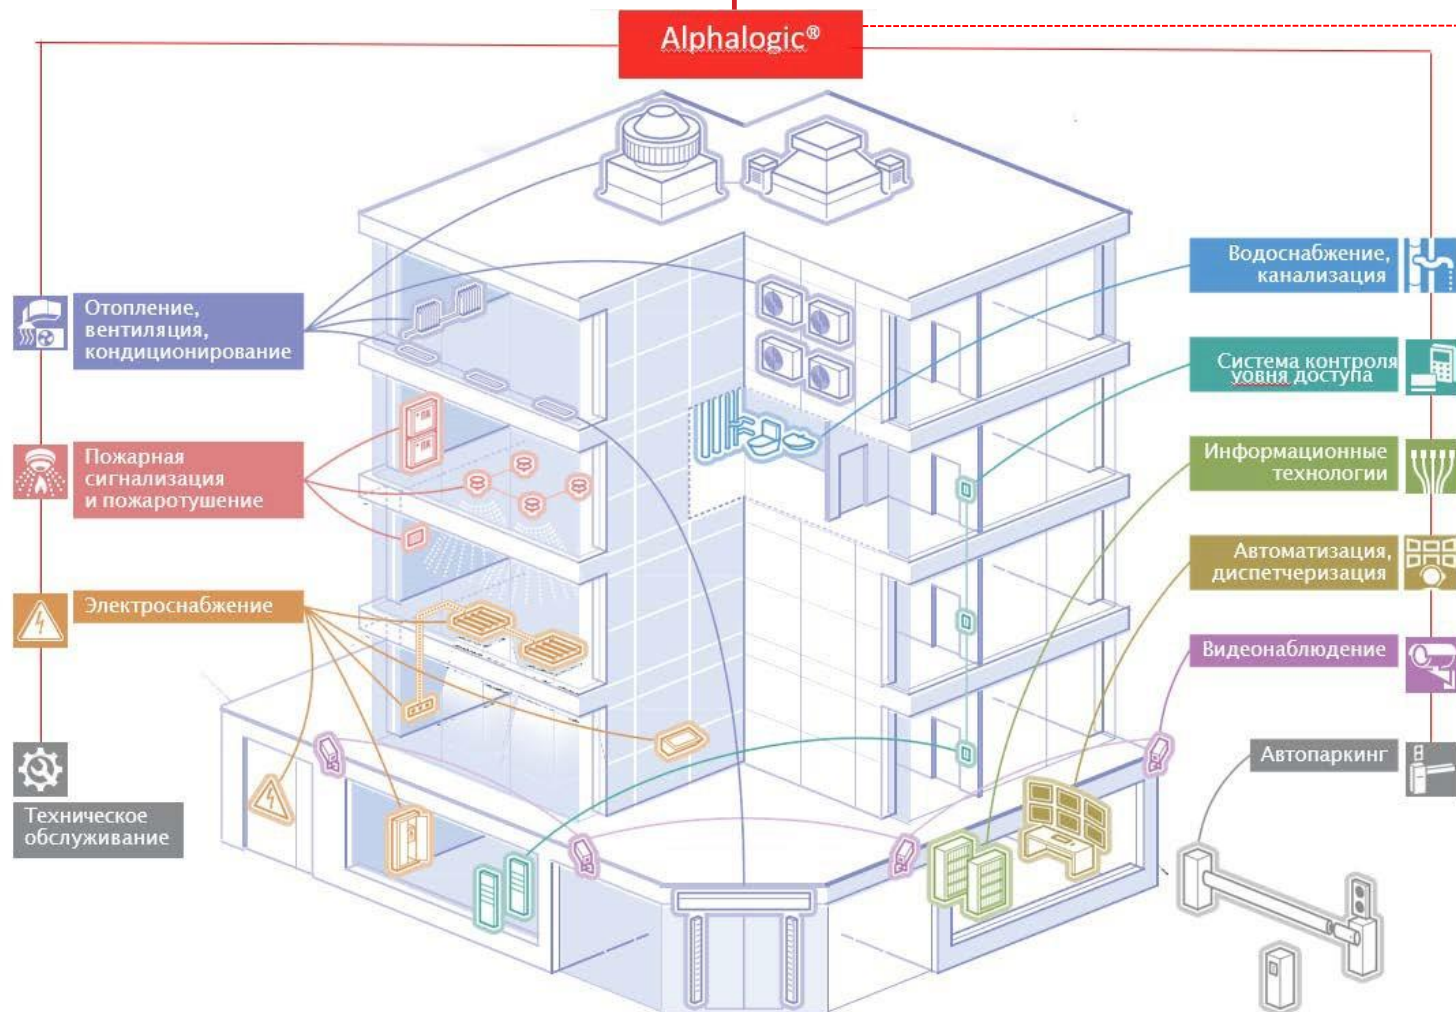 Alphalogic®
Отопление,
вентиляция,
кондиционирование
Пожарная
сигнализация
и пожаротушение
Электроснабжение
Техническое
обслуживание
Водоснабжение,
канализация
Система контроля
уовня доступа
Информационные
технологии
Автоматизация,
диспетчеризация
Видеонаблюдение
Автопаркинг